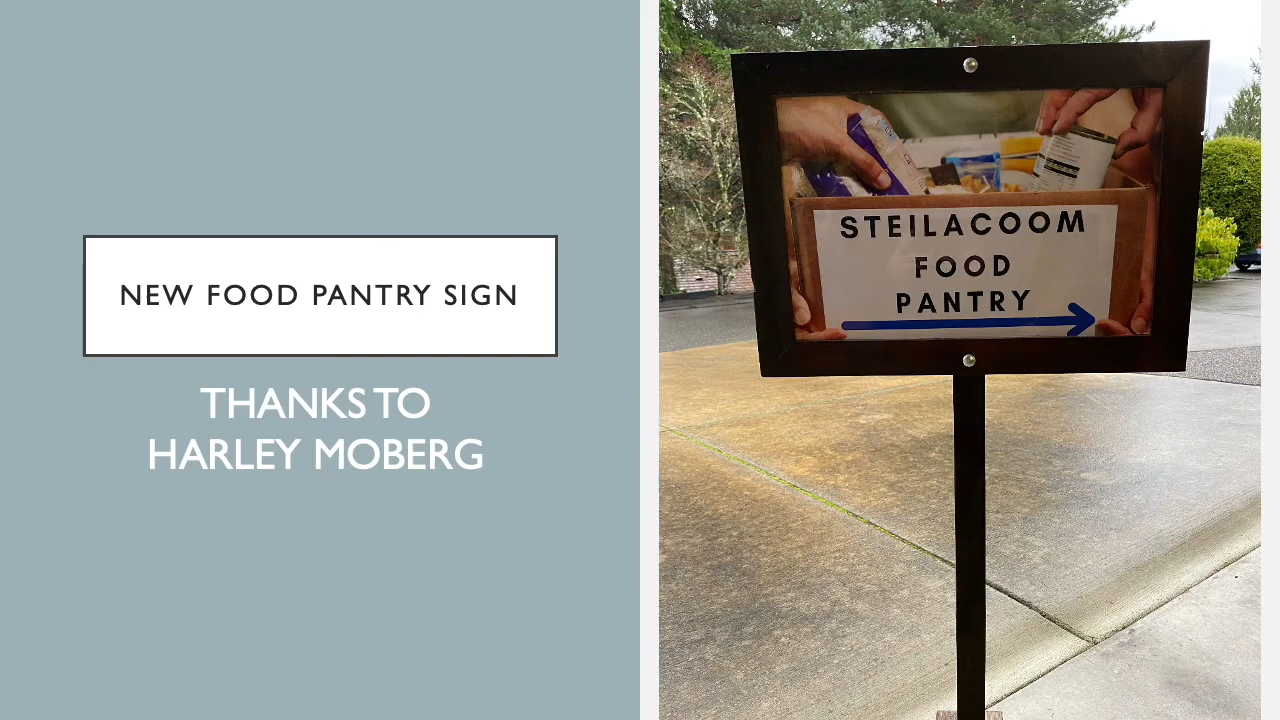 NEW FOOD PANTRY SIGN
THANKS TO
HARLEY MOBERG
STEILACOOM
FOOD
PANTRY